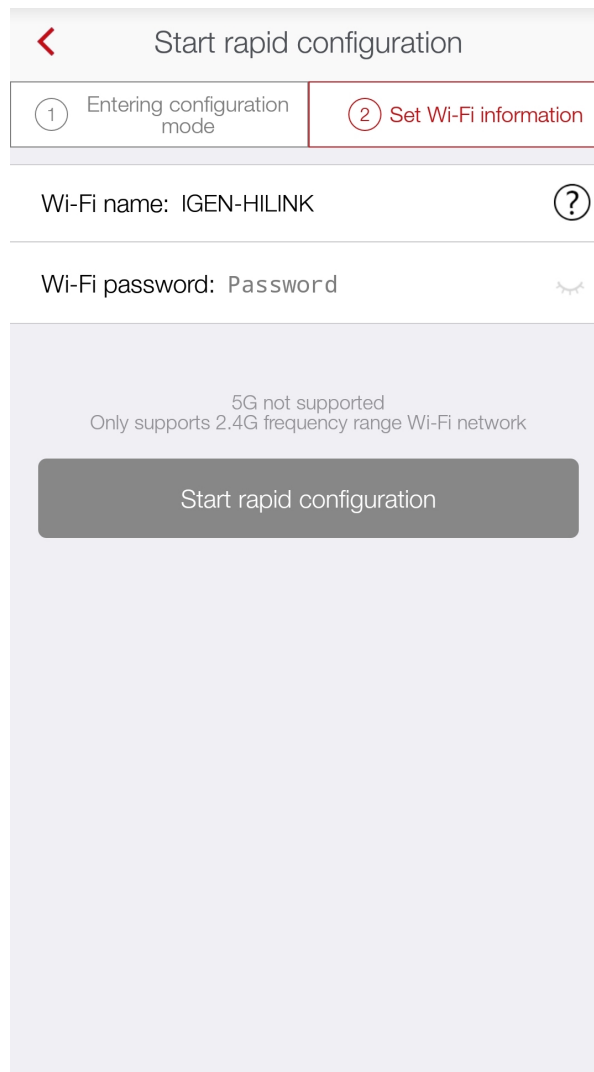 Start rapid configuration
1 Entering configuration
mode
2 Set Wi-Fi information
Wi-Fi name: IGEN-HILINK ?
Wi-Fi password: Password
5G not supported
Only supports 2.4G frequency range Wi-Fi network
Start rapid configuration